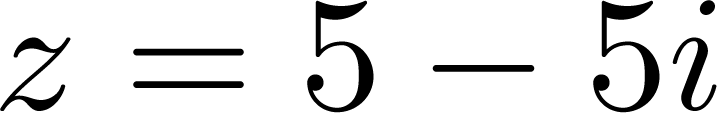 z = 5 − 5i